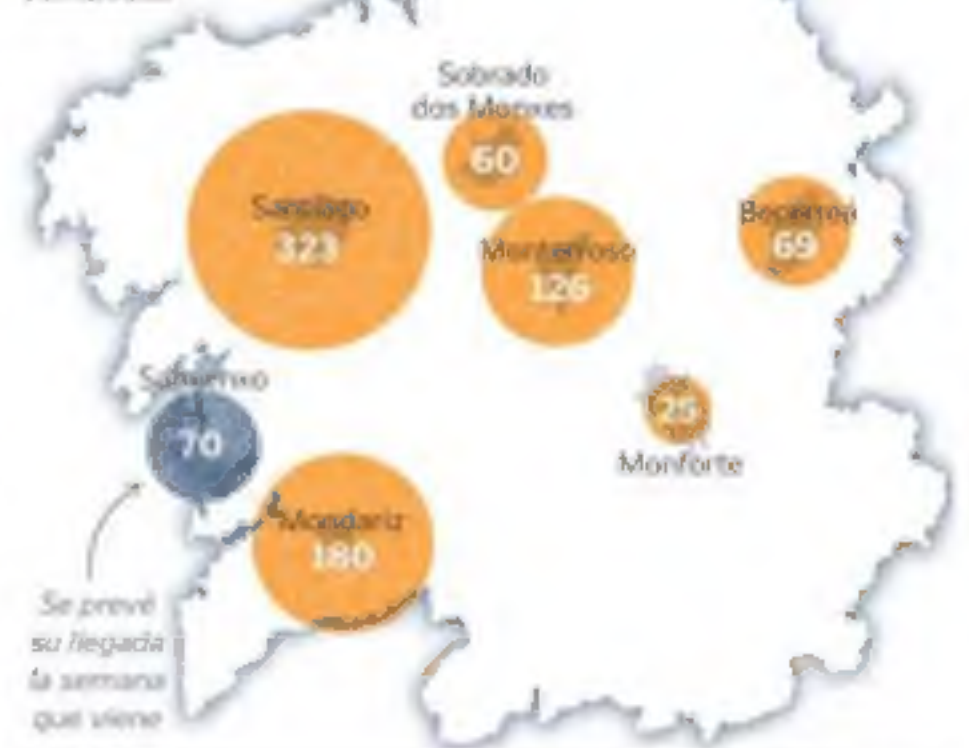 Sobrado
dos Monxes
60
Santiago
323
Monterroso
126
Becerreá
69
Sanxenxo
70
Monforte
Mondariz
180
Se prevé
su llegada
la semana
que viene